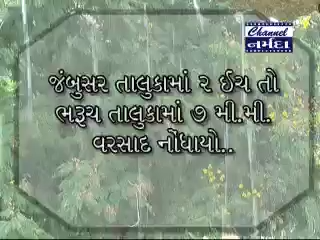 Channel
નર્મદા
જંબુસર તાલુકામાં ૨ ઈંચ તો
ભરૂચ તાલુકામાં ૭ મી.મી.
વરસાદ નોંધાયો..